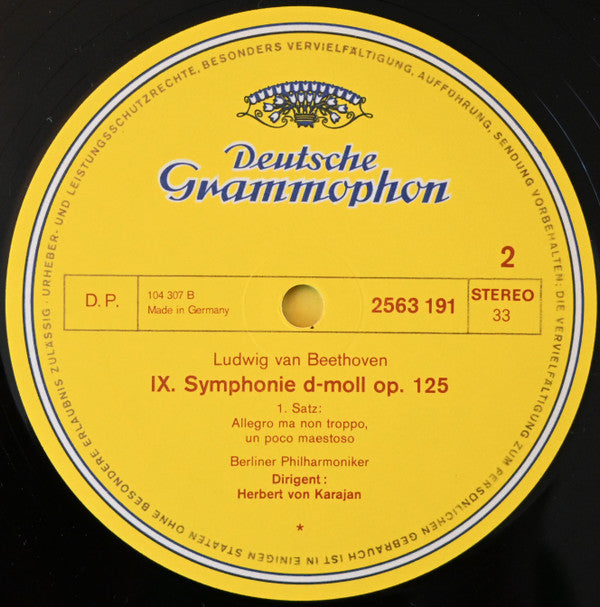 Deutsche
Grammophon
2
D. P.
104 307 B
Made in Germany
2563 191
STEREO
33
Ludwig van Beethoven
IX. Symphonie d-moll op. 125
1. Satz:
Allegro ma non troppo,
un poco maestoso
Berliner Philharmoniker
Dirigent :
Herbert von Karajan
*
URHEBER- UND LEISTUNGSSCHUTZRECHTE, BESONDERS VERVIELFÄLTIGUNG, AUFFÜHRUNG, SENDUNG VORBEHALTEN; DIE VERVIELFÄLTIGUNG ZUM PERSÖNLICHEN GEBRAUCH IST IN EINIGEN STAATEN OHNE BESONDERE ERLAUBNIS ZULÄSSIG ·